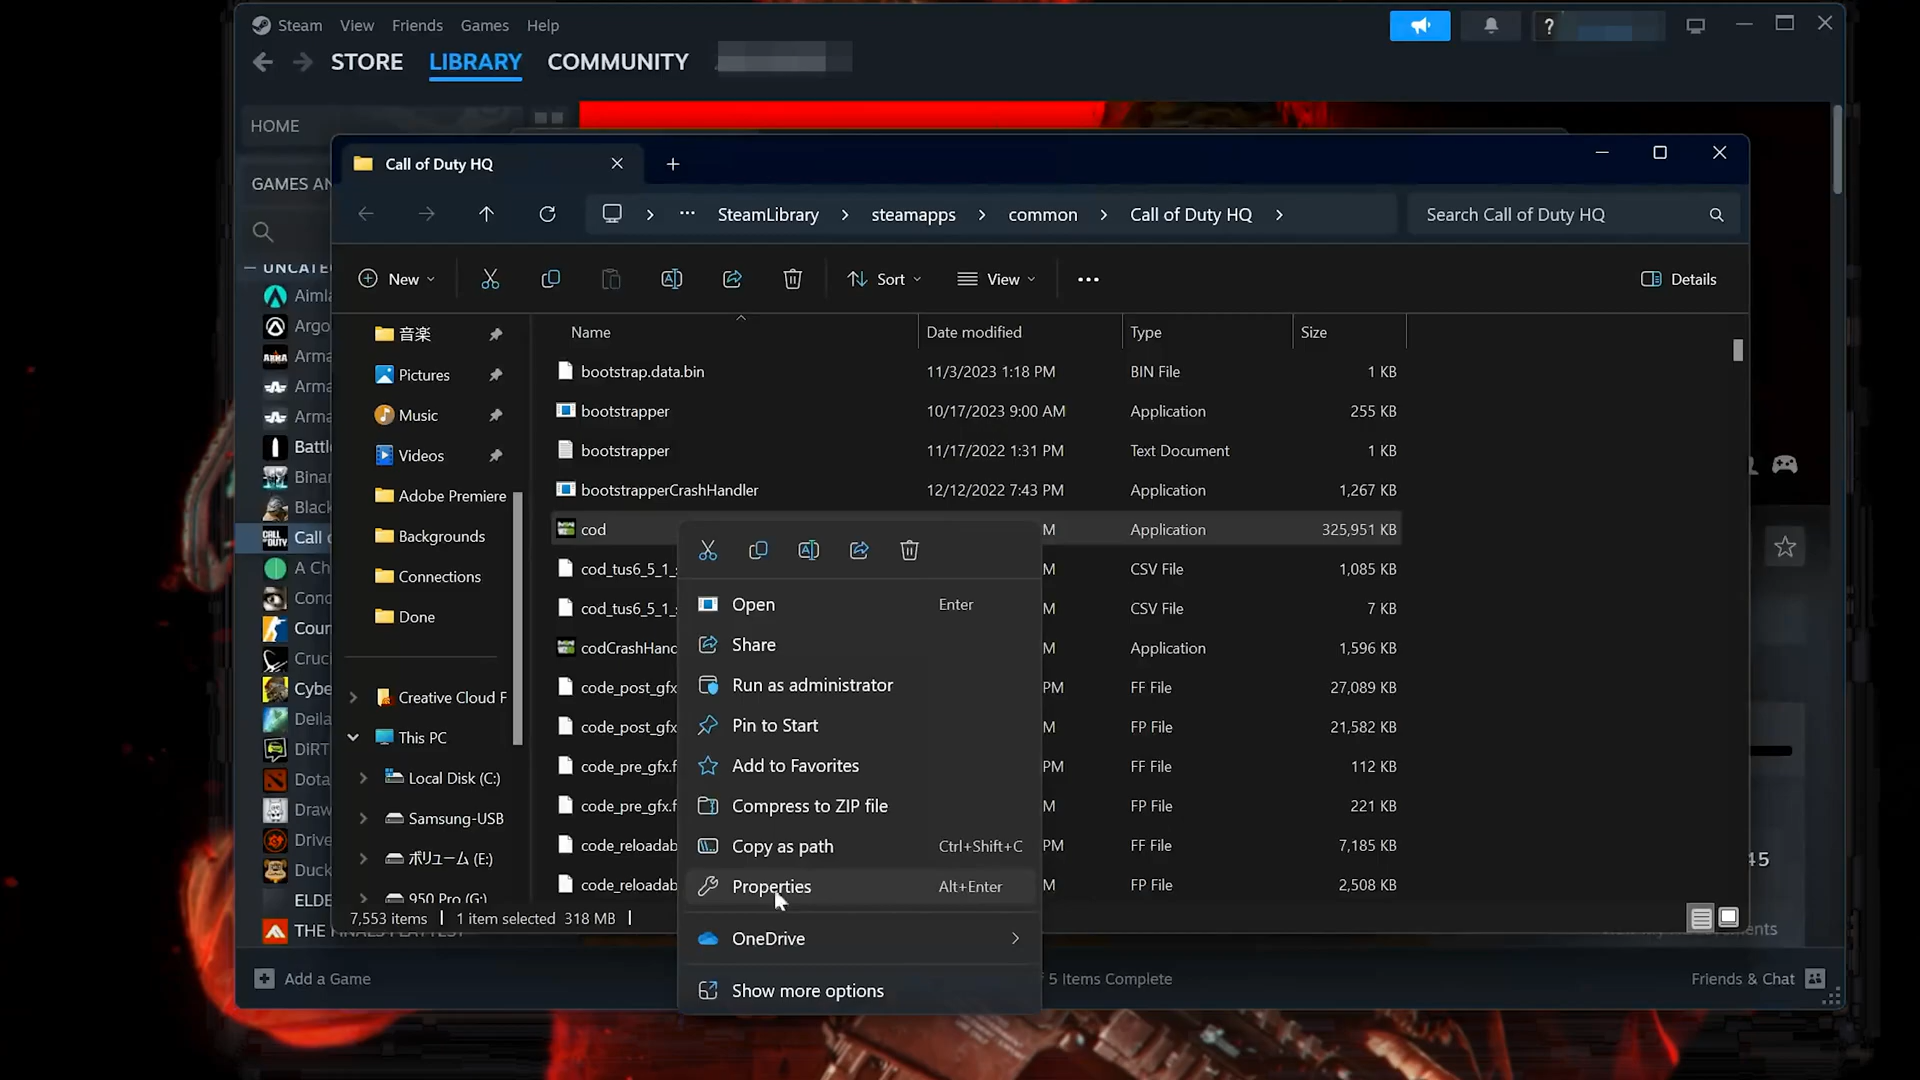 Steam View Friends Games Help
?
STORE LIBRARY COMMUNITY
HOME
GAMES AN
Call of Duty HQ
SteamLibrary steamapps common Call of Duty HQ
Search Call of Duty HQ
New Sort View Details
Name Date modified Type Size
音楽
Pictures
Music
Videos
Adobe Premiere
Backgrounds
Connections
Done
Creative Cloud F
This PC
Local Disk (C:)
Samsung-USB
ボリューム (E:)
950 Pro (G:)
bootstrap.data.bin 11/3/2023 1:18 PM BIN File 1 KB
bootstrapper 10/17/2023 9:00 AM Application 255 KB
bootstrapper 11/17/2022 1:31 PM Text Document 1 KB
bootstrapperCrashHandler 12/12/2022 7:43 PM Application 1,267 KB
cod M Application 325,951 KB
cod_tus6_5_1_ M CSV File 1,085 KB
cod_tus6_5_1_ M CSV File 7 KB
codCrashHanc M Application 1,596 KB
code_post_gfx PM FF File 27,089 KB
code_post_gfx M FP File 21,582 KB
code_pre_gfx.f PM FF File 112 KB
code_pre_gfx.f M FP File 221 KB
code_reloadab PM FF File 7,185 KB
code_reloadab M FP File 2,508 KB
Open Enter
Share
Run as administrator
Pin to Start
Add to Favorites
Compress to ZIP file
Copy as path Ctrl+Shift+C
Properties Alt+Enter
OneDrive
Show more options
7,553 items 1 item selected 318 MB
UNCATE
Aimla
Argo
Arma
Arma
Arma
Battl
Binar
Black
CALL DUTY Call o
A Ch
Conc
Coun
Cruci
Cybe
Deila
DiRT
Dota
Draw
Drive
Duck
ELDE
THE FINALS PLAYTEST
45
Add a Game
5 Items Complete
Friends & Chat